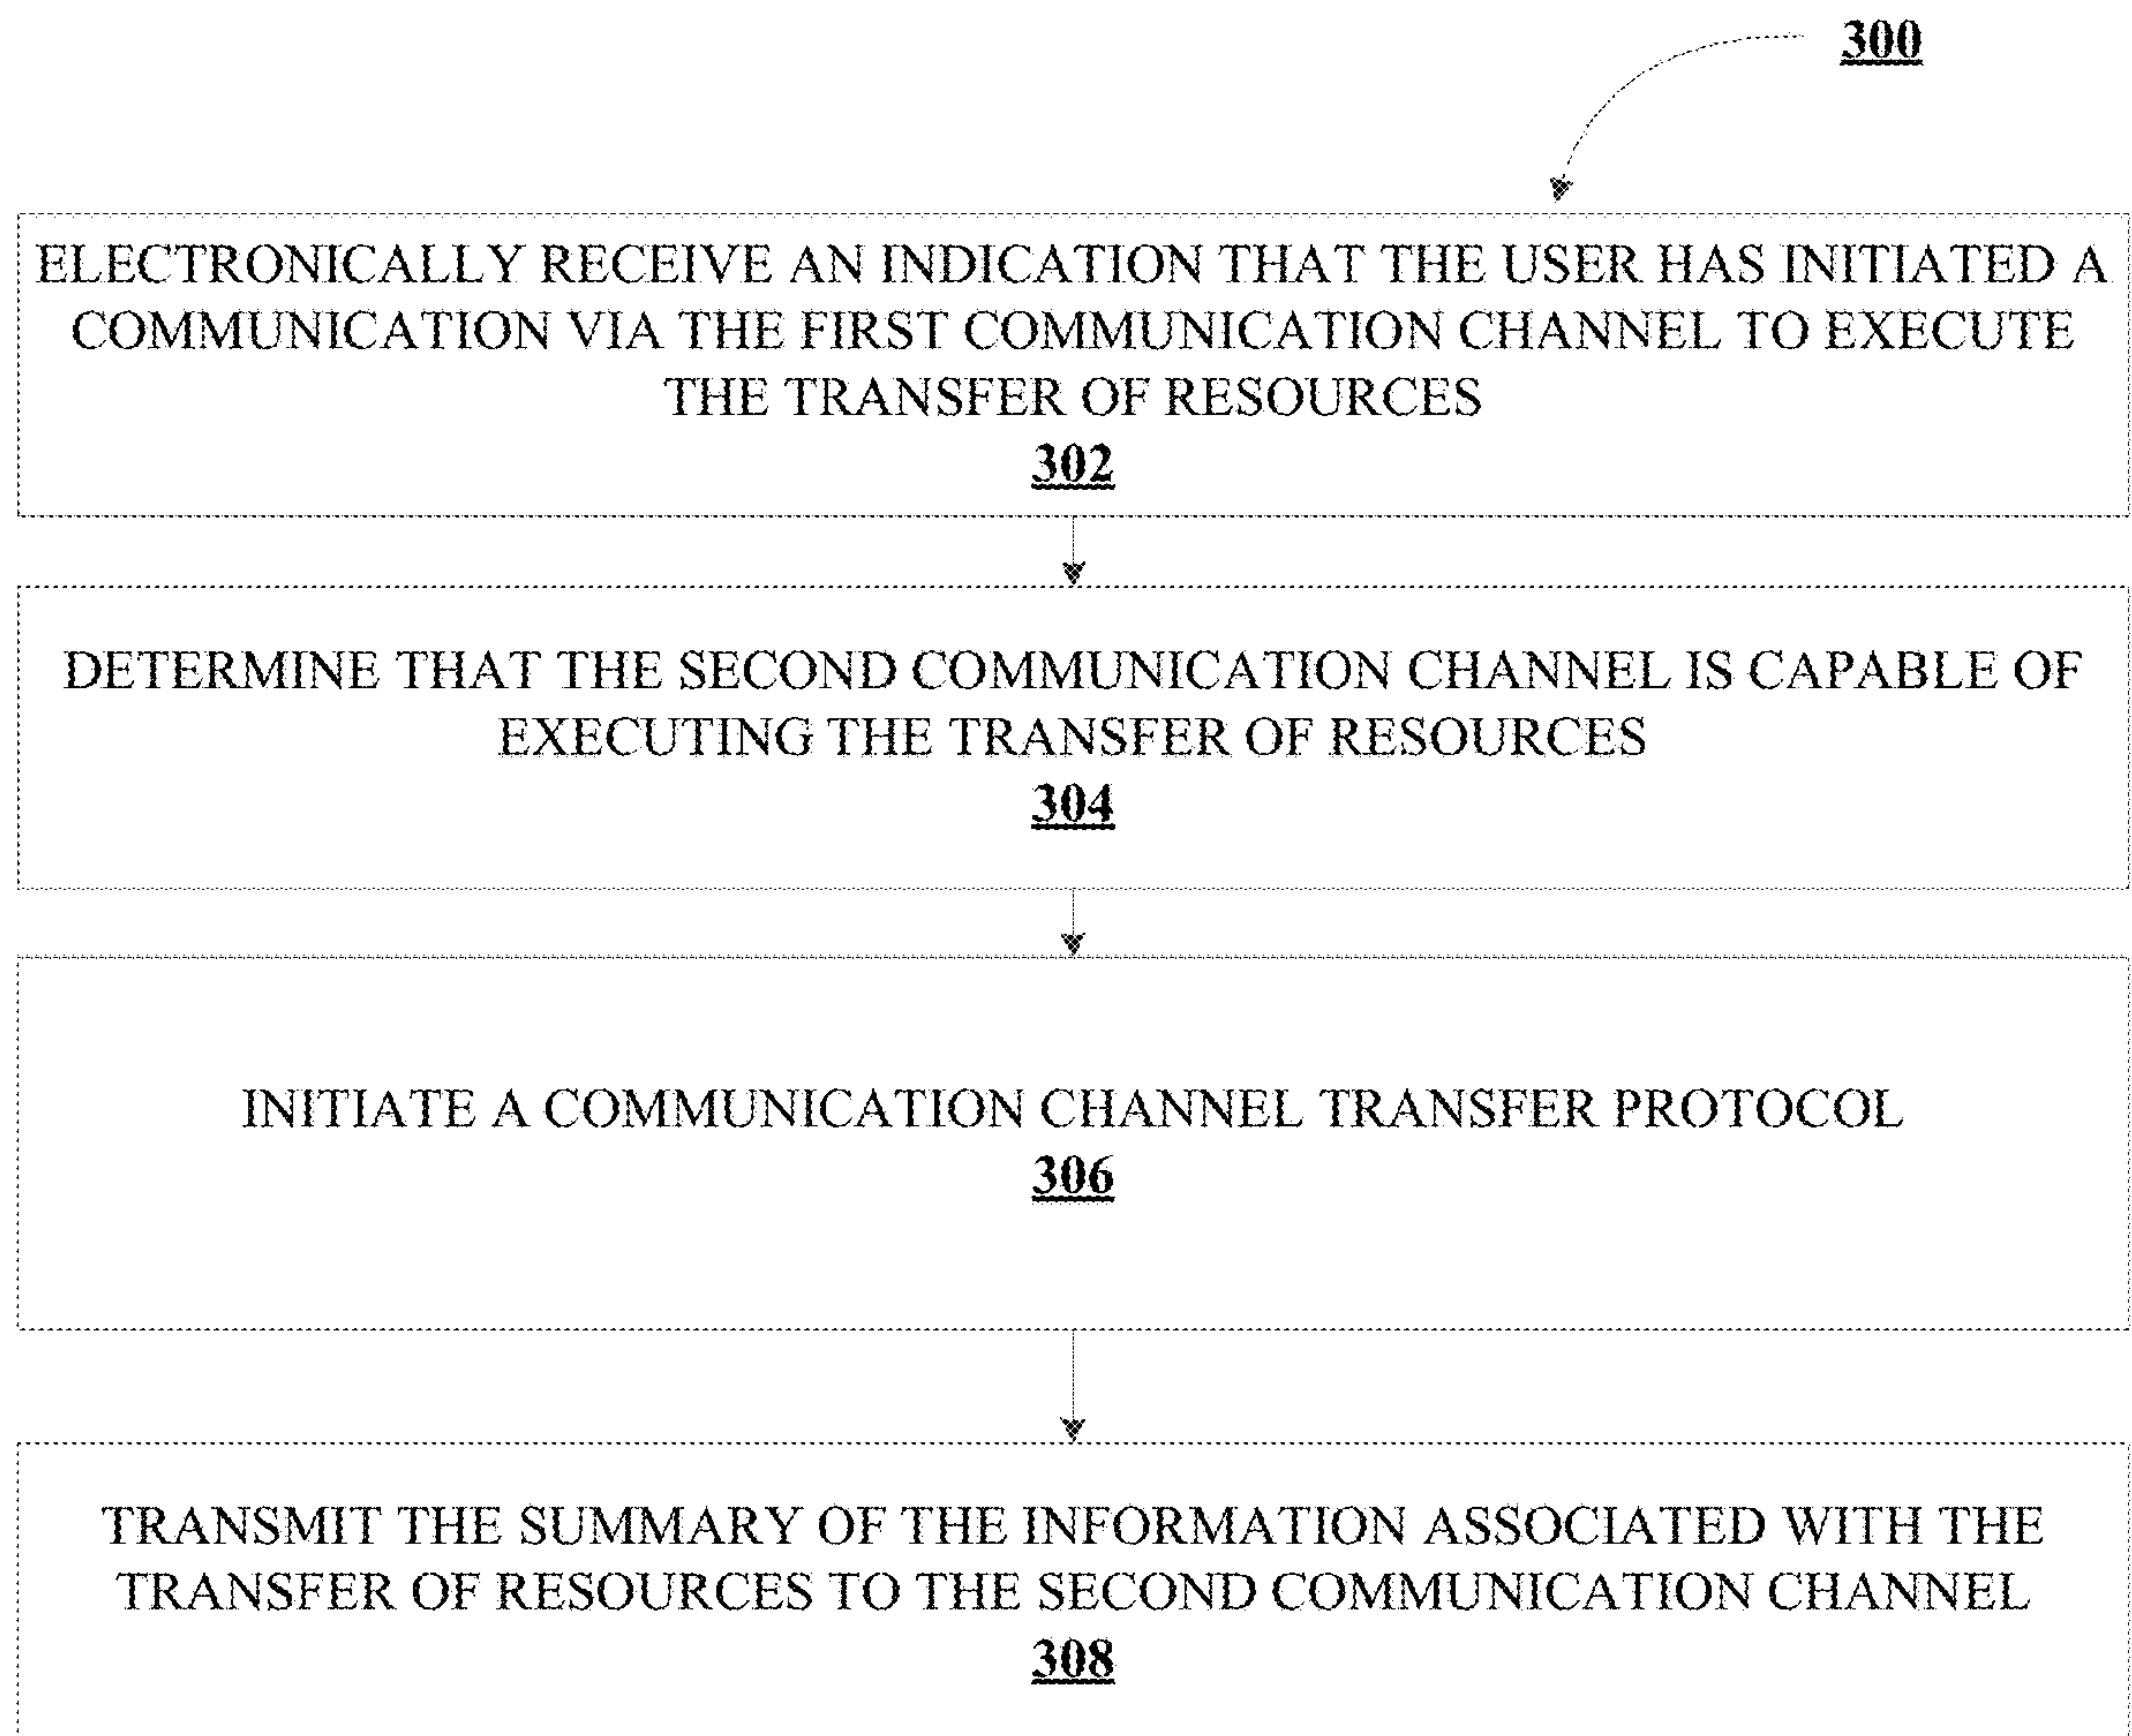 300
ELECTRONICALLY RECEIVE AN INDICATION THAT THE USER HAS INITIATED A
COMMUNICATION VIA THE FIRST COMMUNICATION CHANNEL TO EXECUTE
THE TRANSFER OF RESOURCES
302
DETERMINE THAT THE SECOND COMMUNICATION CHANNEL IS CAPABLE OF
EXECUTING THE TRANSFER OF RESOURCES
304
INITIATE A COMMUNICATION CHANNEL TRANSFER PROTOCOL
306
TRANSMIT THE SUMMARY OF THE INFORMATION ASSOCIATED WITH THE
TRANSFER OF RESOURCES TO THE SECOND COMMUNICATION CHANNEL
308